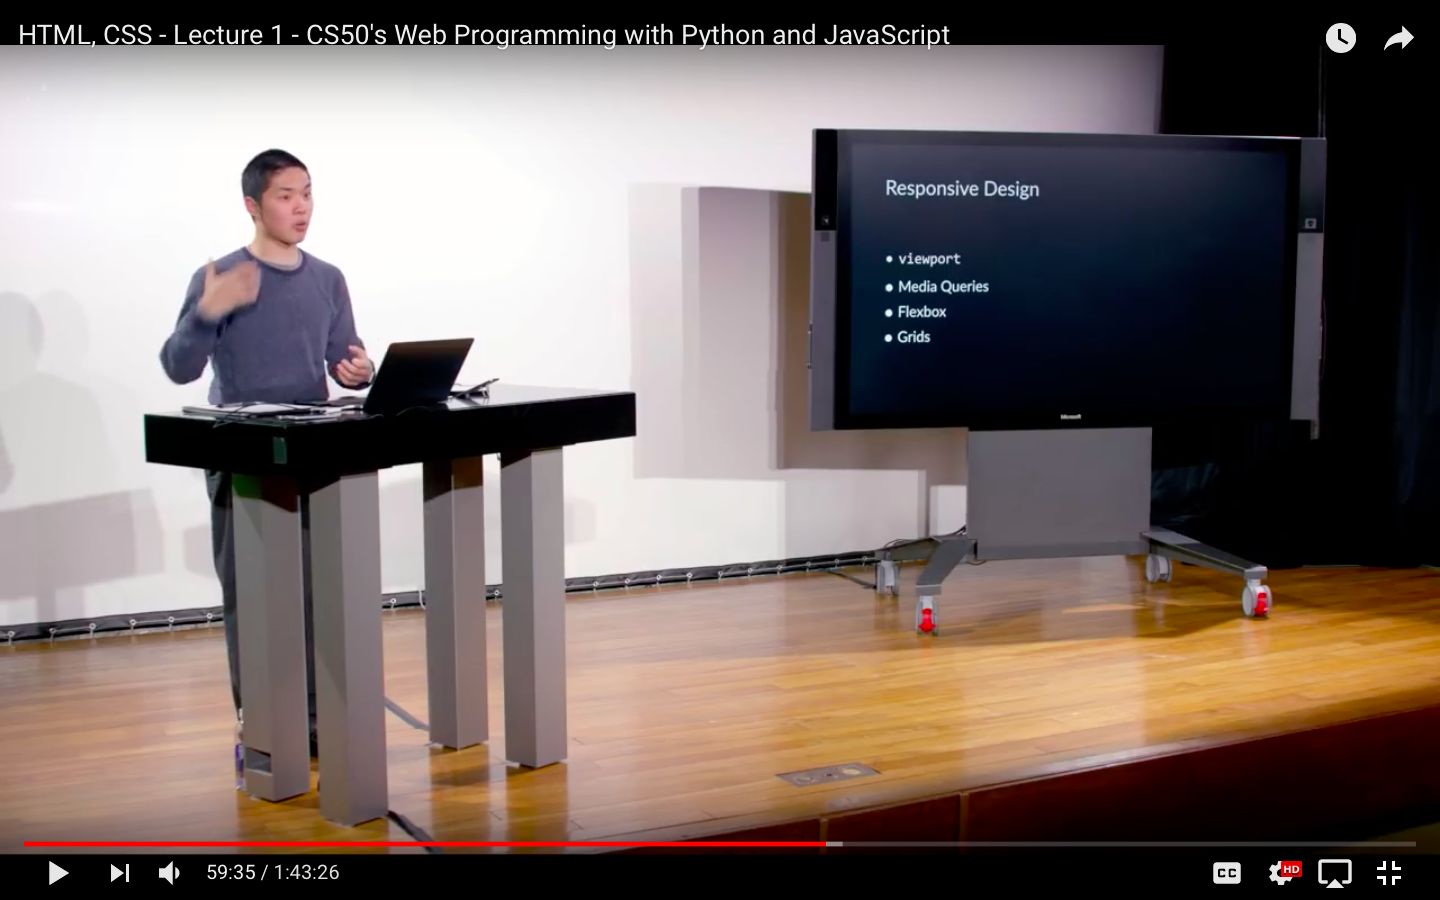 HTML, CSS - Lecture 1 - CS50's Web Programming with Python and JavaScript
Responsive Design
• viewport
• Media Queries
• Flexbox
• Grids
Microsoft
59:35 / 1:43:26
CC
HD